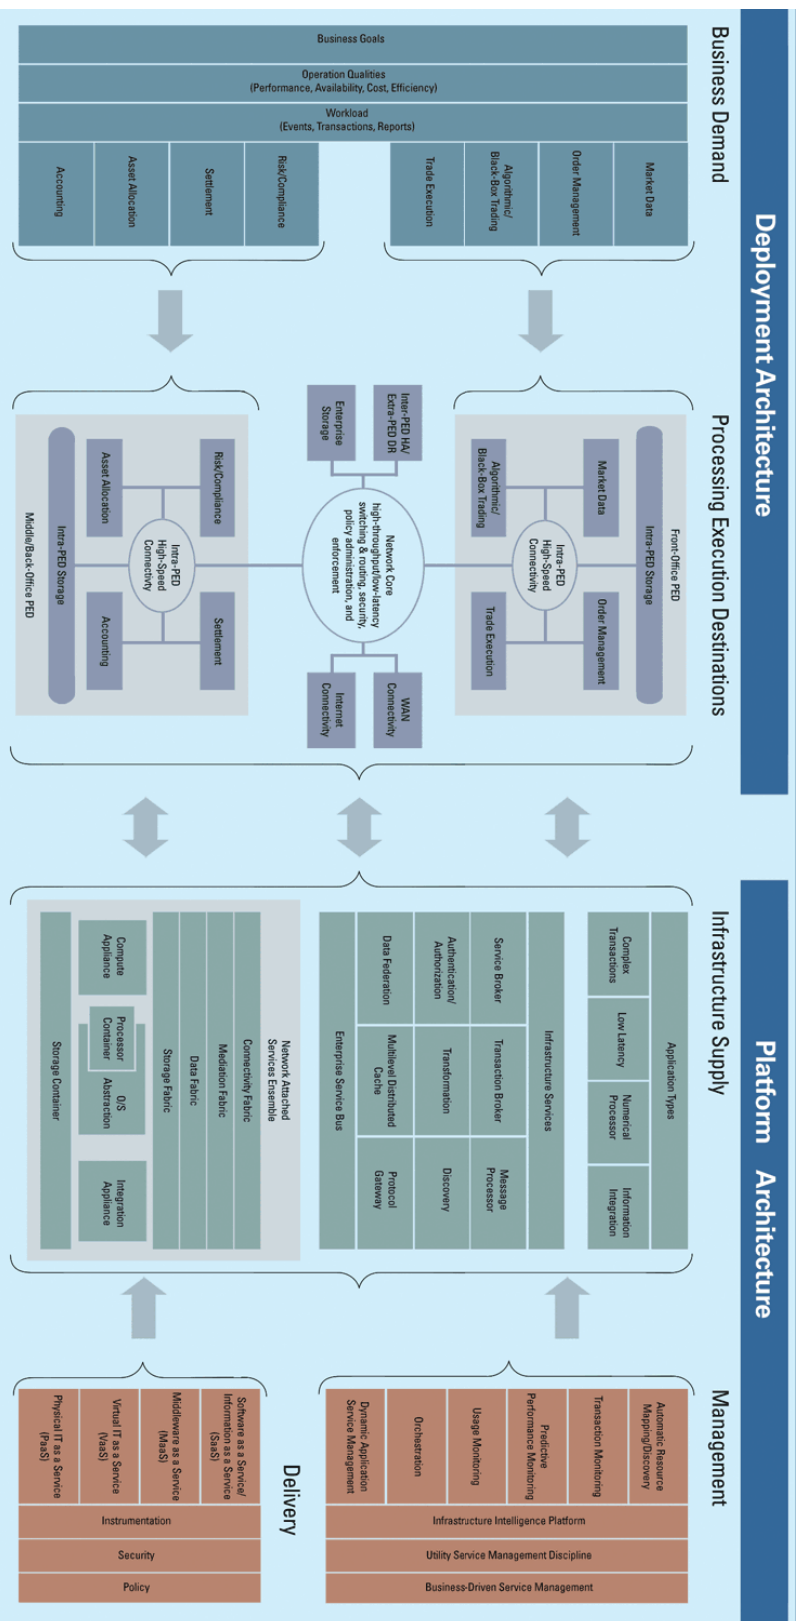 Deployment Architecture
Platform Architecture
Business Demand
Processing Execution Destinations
Infrastructure Supply
Management
Business Goals
Operation Qualities
(Performance, Availability, Cost, Efficiency)
Workload
(Events, Transactions, Reports)
Market Data
Order Management
Algorithmic/
Black-Box Trading
Trade Execution
Risk/Compliance
Settlement
Asset Allocation
Accounting
Front-Office PED
Intra-PED Storage
Market Data
Order Management
Intra-PED
High-Speed
Connectivity
Algorithmic/
Black-Box Trading
Trade Execution
Inter-PED HA/
Extra-PED DR
Enterprise
Storage
Network Core
high-throughput/low-latency
switching & routing, security,
policy administration, and
enforcement
WAN
Connectivity
Internet
Connectivity
Risk/Compliance
Settlement
Intra-PED
High-Speed
Connectivity
Asset Allocation
Accounting
Intra-PED Storage
Middle/Back-Office PED
Application Types
Complex
Transactions
Low Latency
Numerical
Processor
Information
Integration
Infrastructure Services
Service Broker
Transaction Broker
Message
Processor
Authentication/
Authorization
Transformation
Discovery
Data Federation
Multilevel Distributed
Cache
Protocol
Gateway
Enterprise Service Bus
Network Attached
Services Ensemble
Connectivity Fabric
Mediation Fabric
Data Fabric
Storage Fabric
Compute
Appliance
Processor
Container
O/S
Abstraction
Integration
Appliance
Storage Container
Automatic Resource
Mapping/Discovery
Transaction Monitoring
Predictive
Performance Monitoring
Usage Monitoring
Orchestration
Dynamic Application
Service Management
Infrastructure Intelligence Platform
Utility Service Management Discipline
Business-Driven Service Management
Delivery
Software as a Service/
Information as a Service
(SaaS)
Middleware as a Service
(MaaS)
Virtual IT as a Service
(VaaS)
Physical IT as a Service
(PaaS)
Instrumentation
Security
Policy